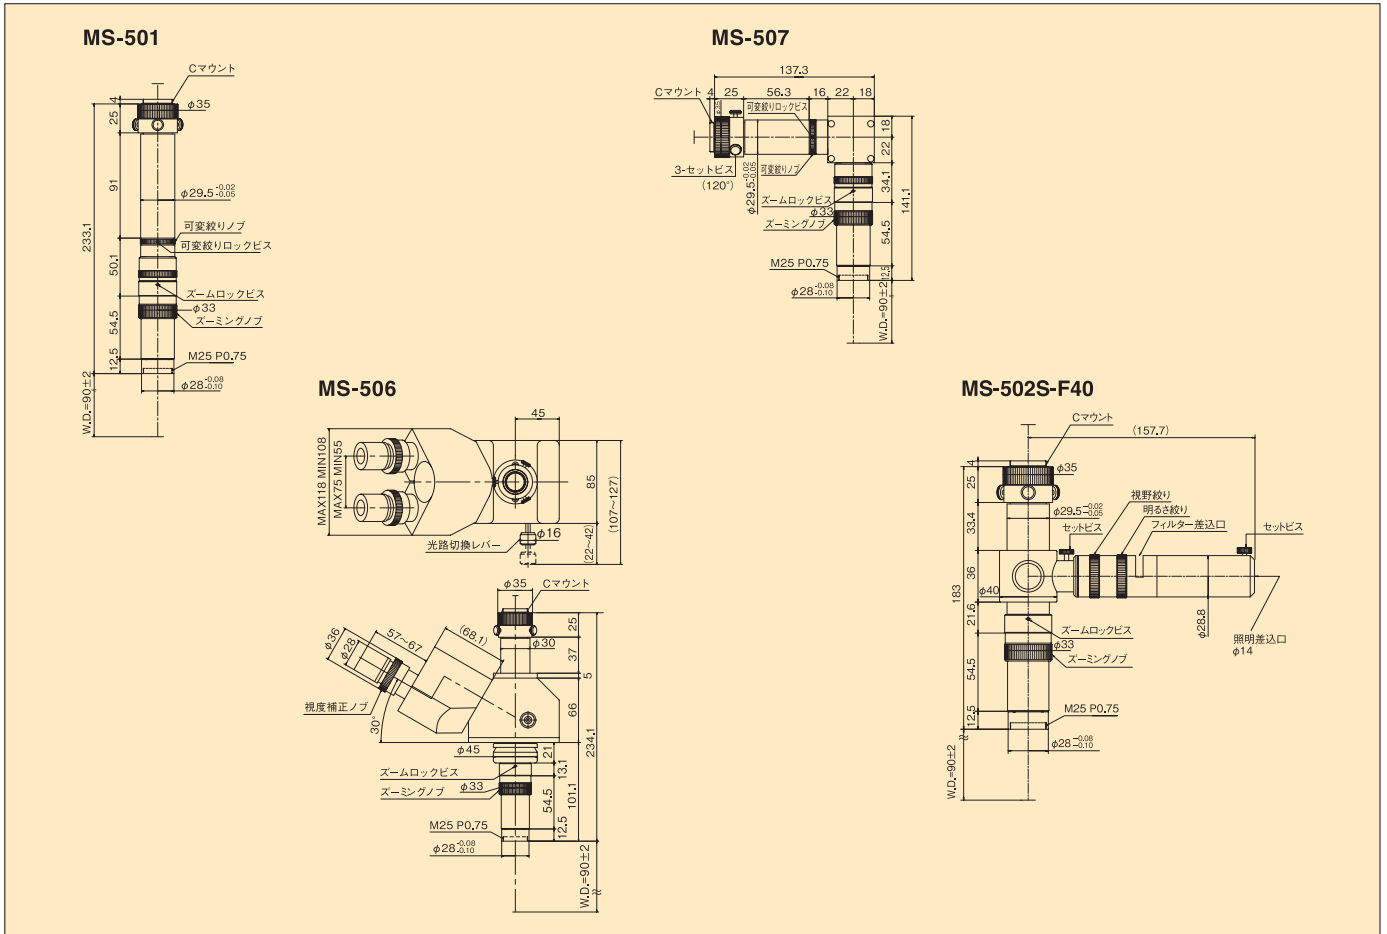 MS-501
Cマウント
4
φ35
25
91
φ29.5 -0.02 -0.05
233.1
可変絞りノブ
可変絞りロックビス
50.1
ズームロックビス
φ33
ズーミングノブ
54.5
M25 P0.75
12.5
φ28 -0.08 -0.10
W.D.=90±2
MS-507
137.3
Cマウント
4 25 56.3 16 22 18
φ35
可変絞りロックビス
18
22
3-セットビス
(120°)
可変絞りノブ
φ29.5 -0.02 -0.05
34.1
141.1
ズームロックビス
φ33
ズーミングノブ
54.5
M25 P0.75
12.5
φ28 -0.08 -0.10
W.D.=90±2
MS-506
45
MAX118 MIN108
MAX75 MIN55
85
(107~127)
(22~42)
φ16
光路切換レバー
φ35
Cマウント
25
φ36
φ28
57~67
(68.1)
φ30
37
5
視度補正ノブ
30°
66
234.1
φ45
21
ズームロックビス
13.1
φ33
ズーミングノブ
54.5
101.1
M25 P0.75
12.5
φ28 -0.08 -0.10
W.D.=90±2
MS-502S-F40
Cマウント
(157.7)
4
φ35
25
視野絞り
φ29.5 -0.02 -0.05
明るさ絞り
33.4
セットビス
フィルター差込口
セットビス
36
183
φ40
21.6
φ28.8
ズームロックビス
照明差込口
φ14
φ33
ズーミングノブ
54.5
M25 P0.75
12.5
φ28 -0.08 -0.10
W.D.=90±2